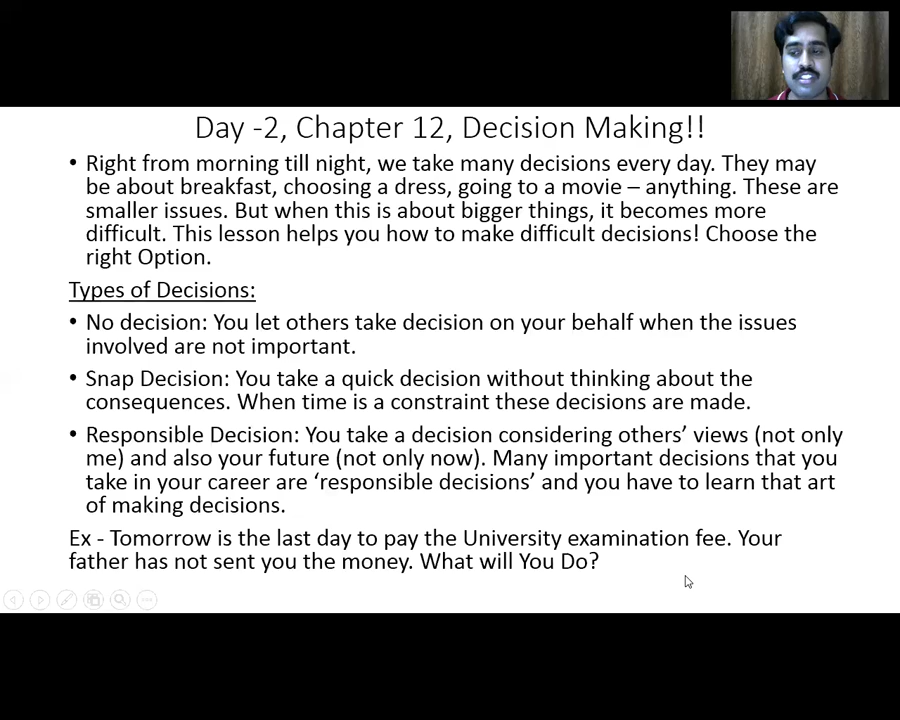 Day -2, Chapter 12, Decision Making!!
• Right from morning till night, we take many decisions every day. They may
be about breakfast, choosing a dress, going to a movie – anything. These are
smaller issues. But when this is about bigger things, it becomes more
difficult. This lesson helps you how to make difficult decisions! Choose the
right Option.
Types of Decisions:
• No decision: You let others take decision on your behalf when the issues
involved are not important.
• Snap Decision: You take a quick decision without thinking about the
consequences. When time is a constraint these decisions are made.
• Responsible Decision: You take a decision considering others’ views (not only
me) and also your future (not only now). Many important decisions that you
take in your career are ‘responsible decisions’ and you have to learn that art
of making decisions.
Ex - Tomorrow is the last day to pay the University examination fee. Your
father has not sent you the money. What will You Do?